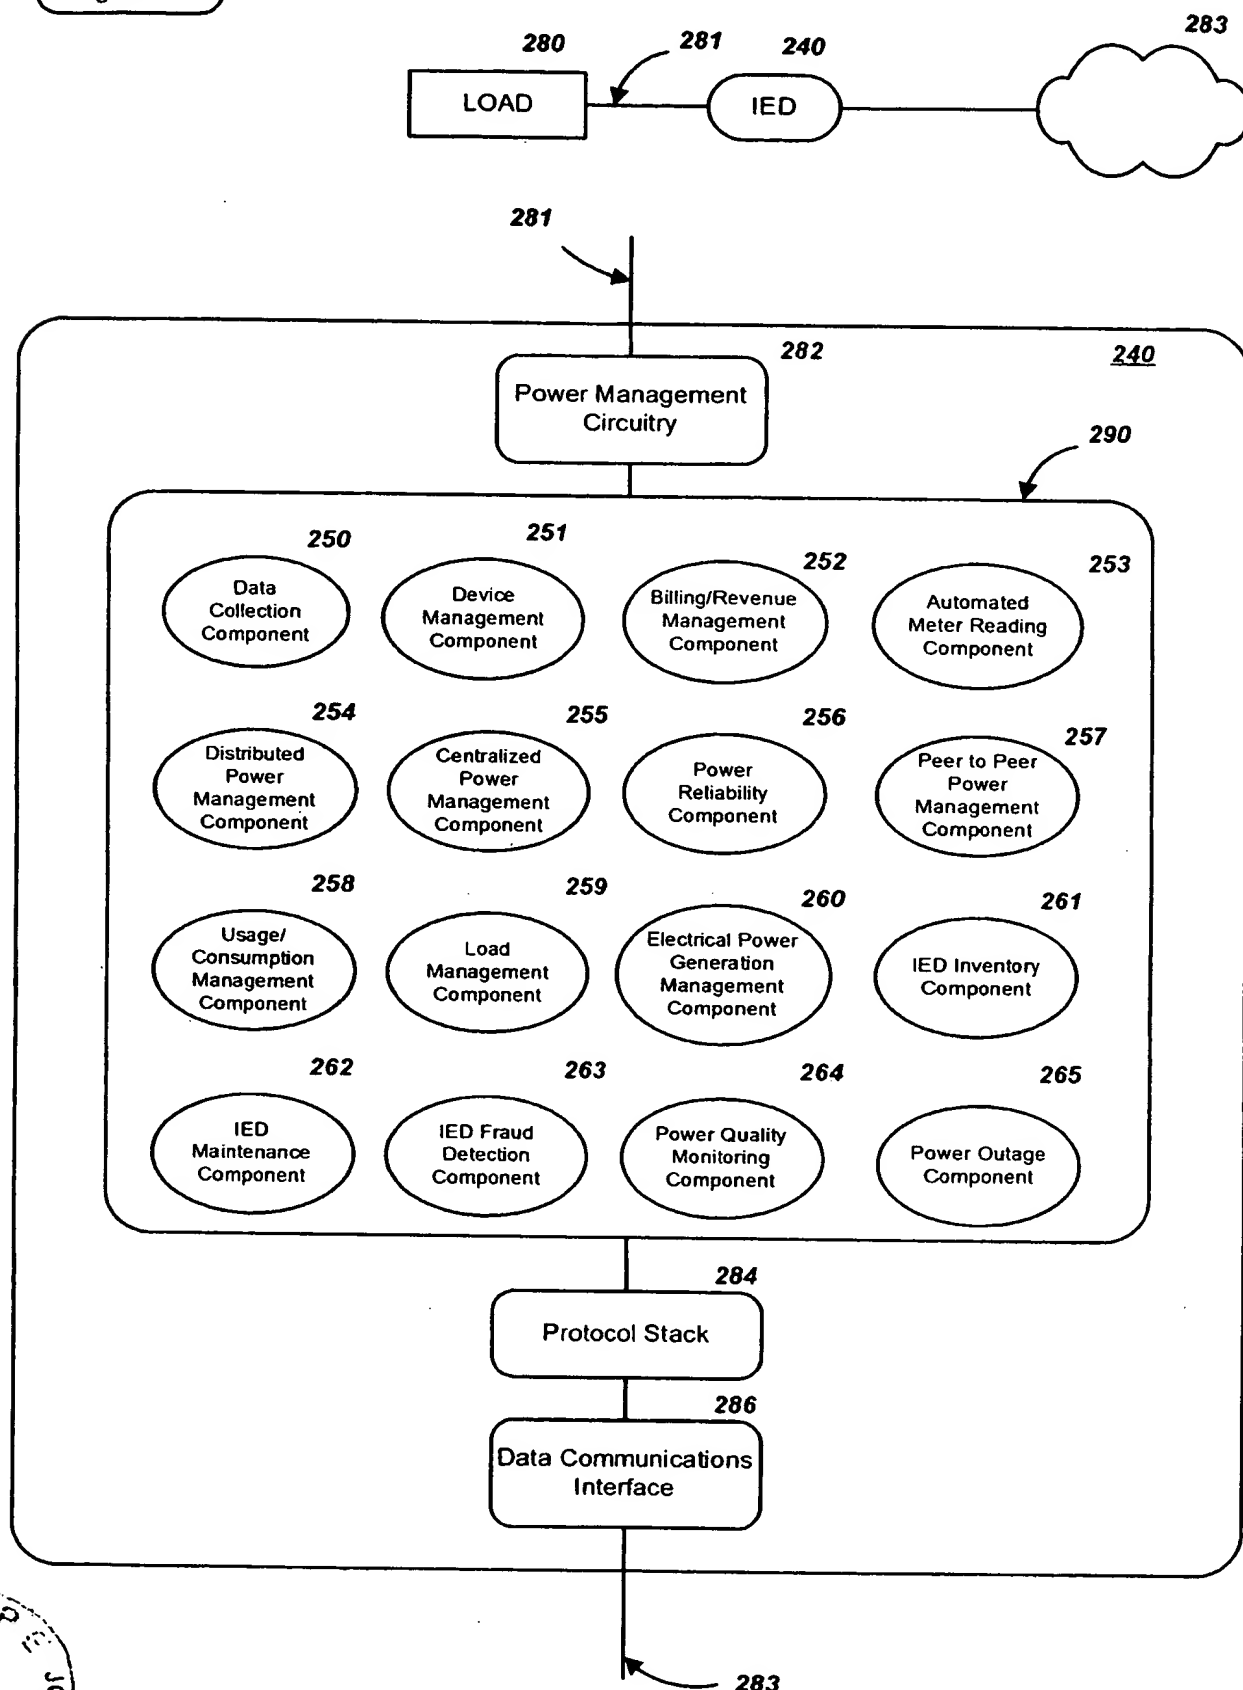 280
281
240
283
LOAD
IED
281
282
240
Power Management
Circuitry
290
250
251
252
253
Data
Collection
Component
Device
Management
Component
Billing/Revenue
Management
Component
Automated
Meter Reading
Component
254
255
256
257
Distributed
Power
Management
Component
Centralized
Power
Management
Component
Power
Reliability
Component
Peer to Peer
Power
Management
Component
258
259
260
261
Usage/
Consumption
Management
Component
Load
Management
Component
Electrical Power
Generation
Management
Component
IED Inventory
Component
262
263
264
265
IED
Maintenance
Component
IED Fraud
Detection
Component
Power Quality
Monitoring
Component
Power Outage
Component
284
Protocol Stack
286
Data Communications
Interface
283